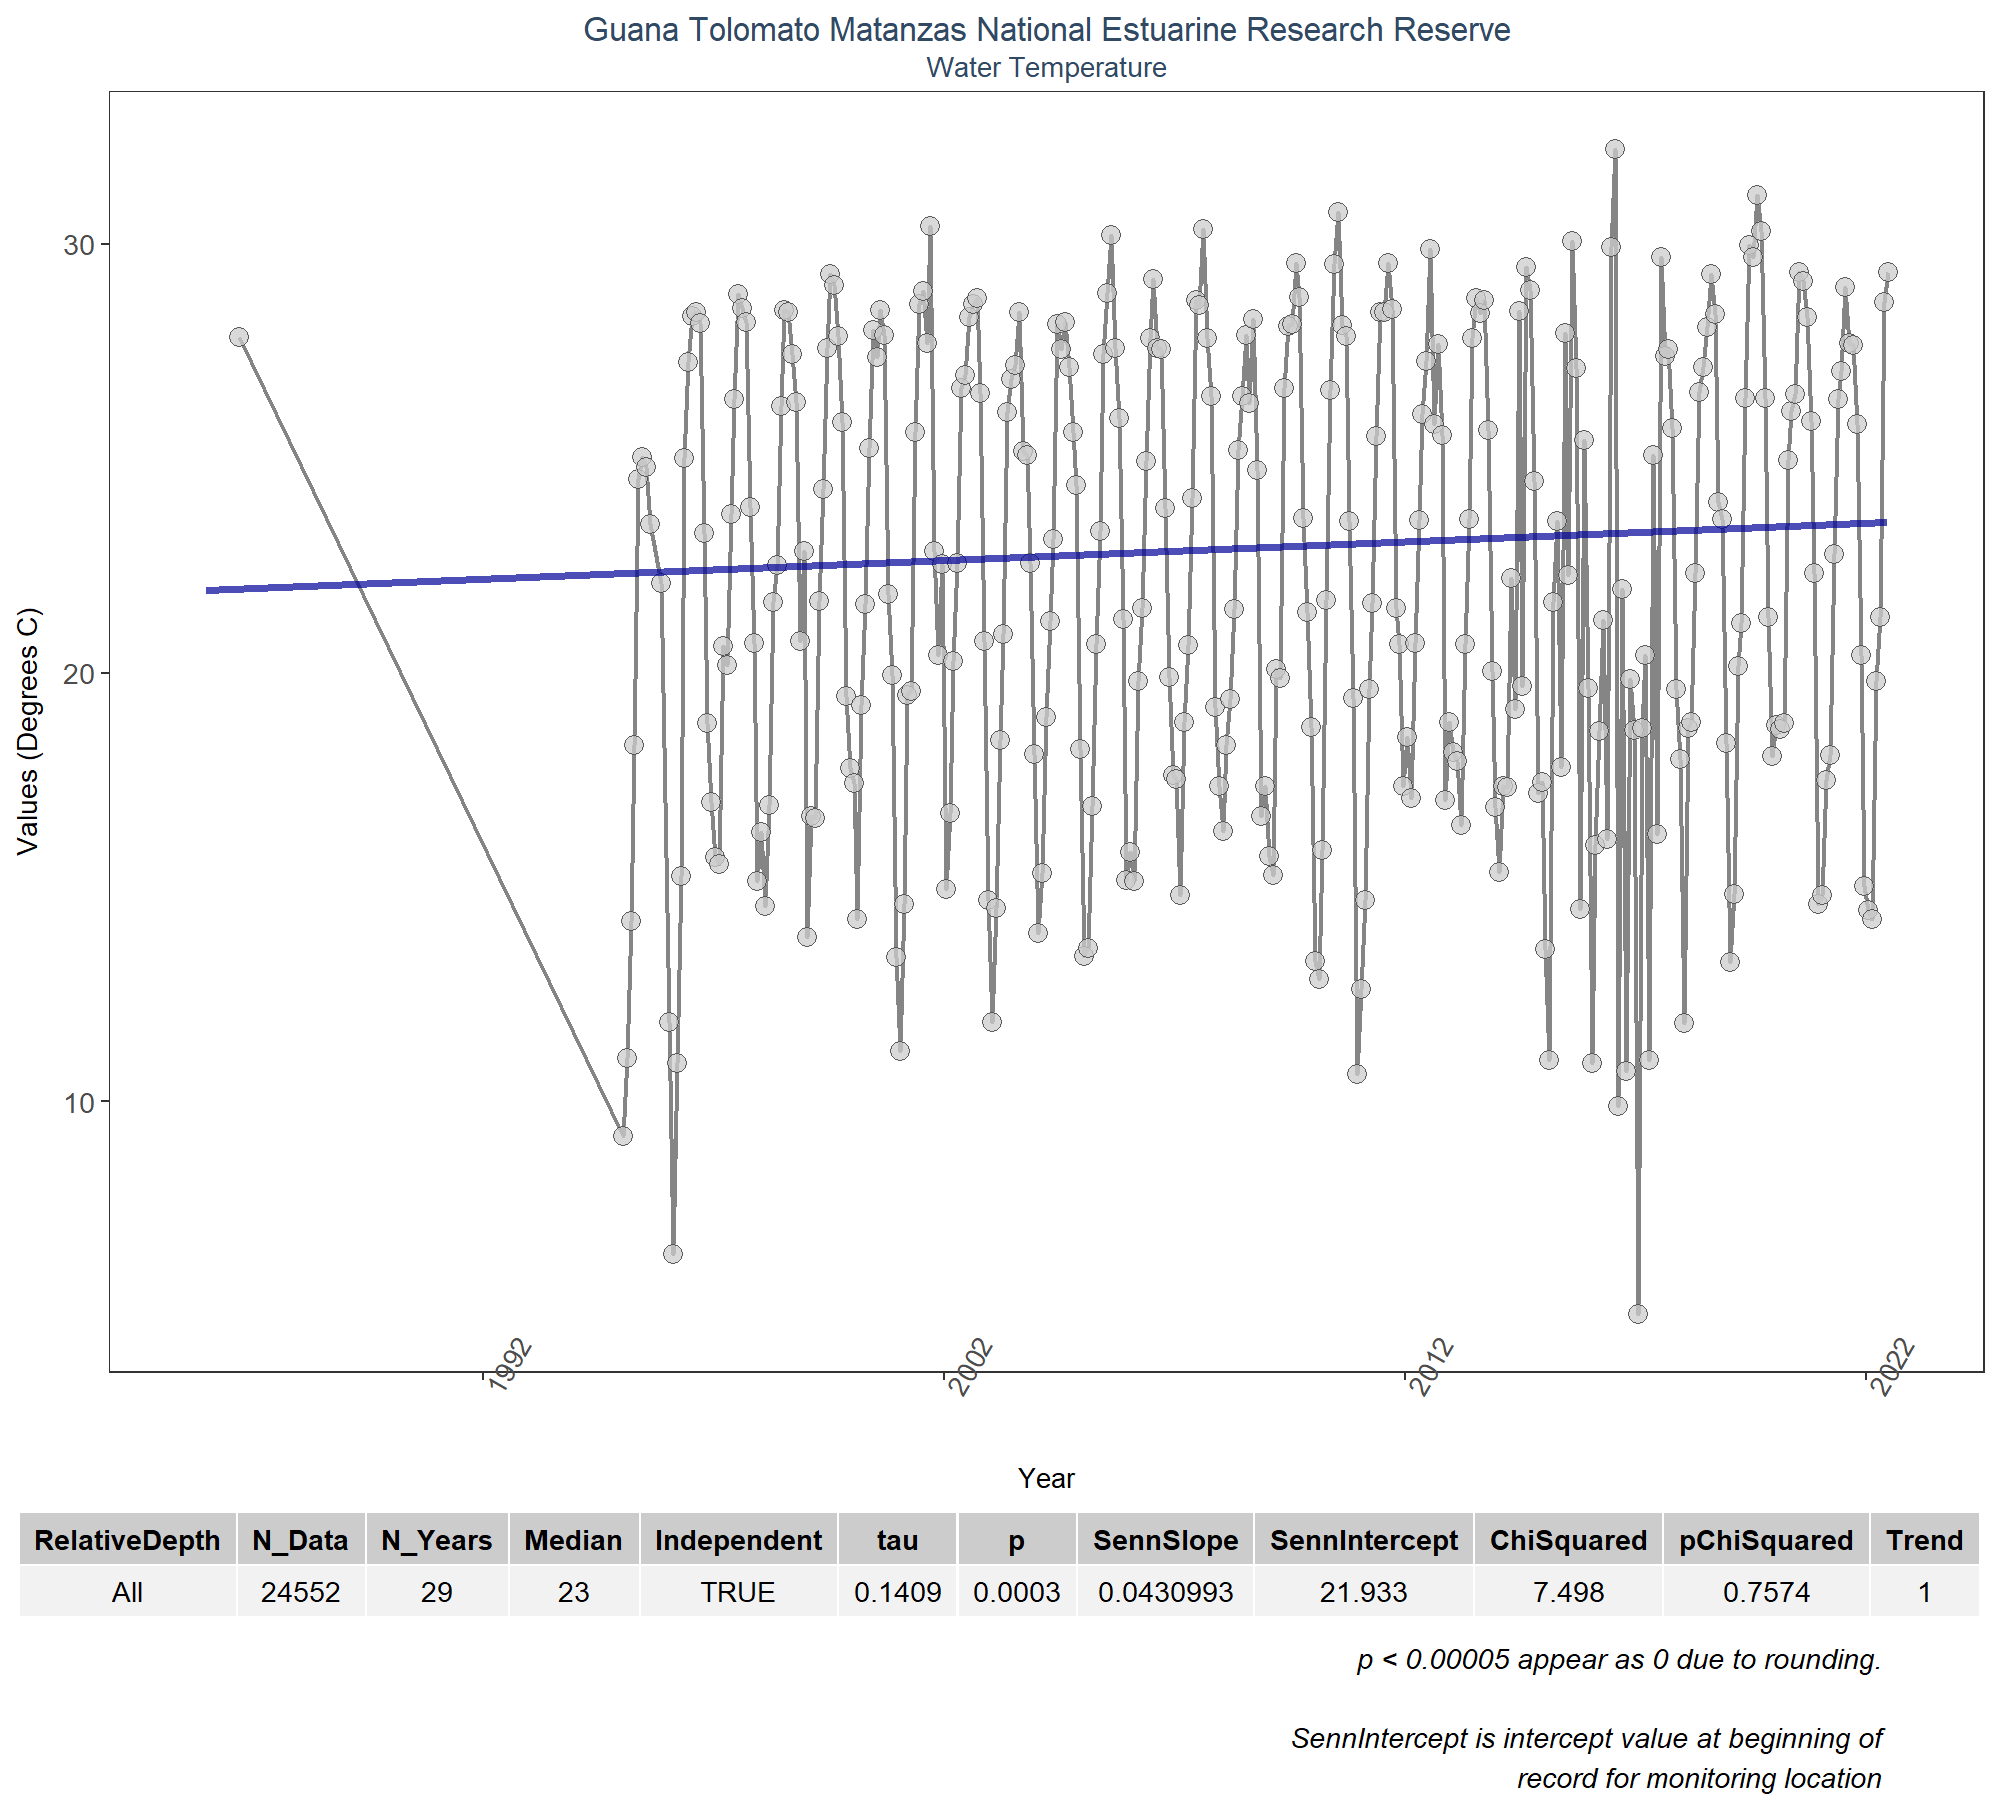 Guana Tolomato Matanzas National Estuarine Research Reserve
Water Temperature
Values (Degrees C)
30
20
10
1992
2002
2012
2022
Year
RelativeDepth N_Data N_Years Median Independent tau p SennSlope SennIntercept ChiSquared pChiSquared Trend
All 24552 29 23 TRUE 0.1409 0.0003 0.0430993 21.933 7.498 0.7574 1
p < 0.00005 appear as 0 due to rounding.
SennIntercept is intercept value at beginning of
record for monitoring location